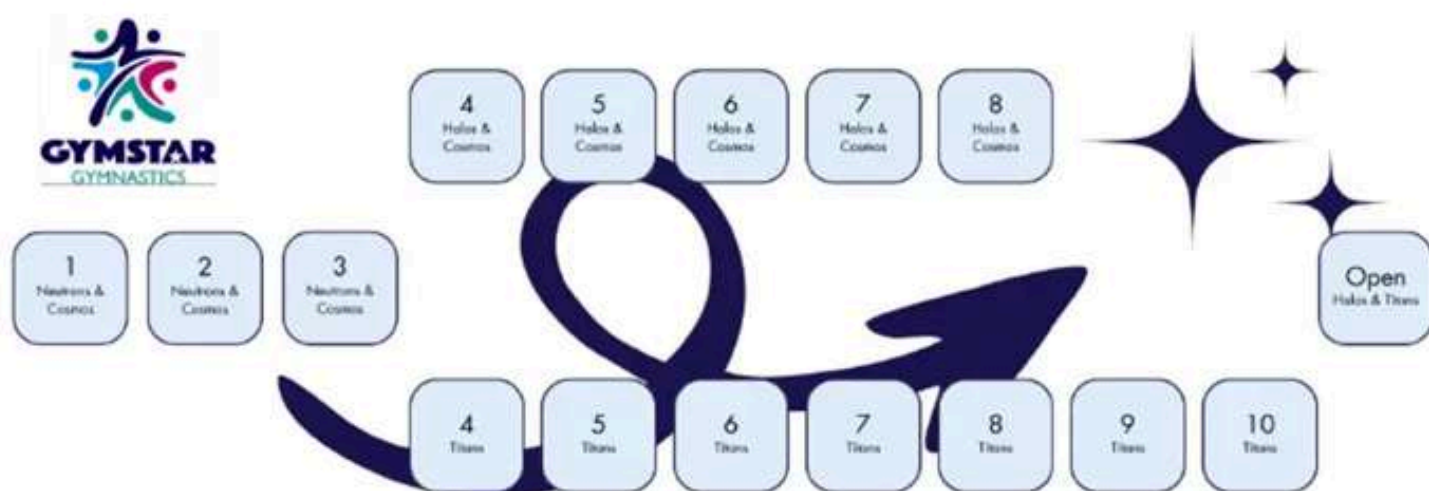 GYMSTAR
GYMNASTICS
4
Halos &
Cosmos
5
Halos &
Cosmos
6
Halos &
Cosmos
7
Halos &
Cosmos
8
Halos &
Cosmos
1
Neutrons &
Cosmos
2
Neutrons &
Cosmos
3
Neutrons &
Cosmos
Open
Halos & Titans
4
Titans
5
Titans
6
Titans
7
Titans
8
Titans
9
Titans
10
Titans